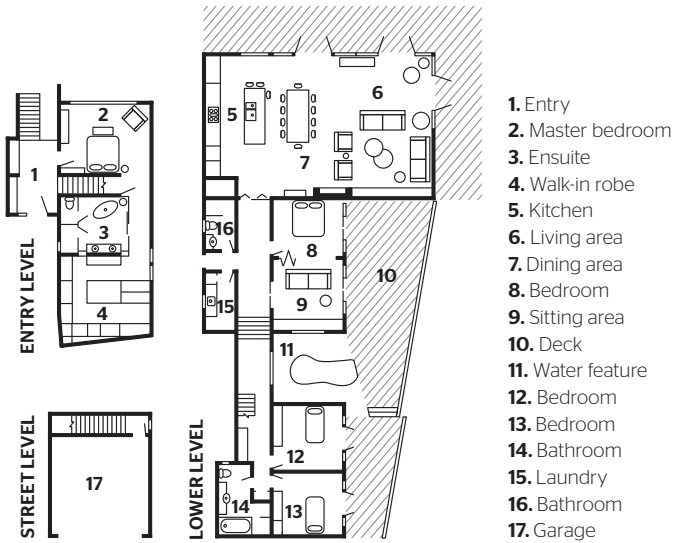 2
1
3
4
ENTRY LEVEL
17
STREET LEVEL
5
6
7
16
8
10
15
9
11
12
14
13
LOWER LEVEL
1. Entry
2. Master bedroom
3. Ensuite
4. Walk-in robe
5. Kitchen
6. Living area
7. Dining area
8. Bedroom
9. Sitting area
10. Deck
11. Water feature
12. Bedroom
13. Bedroom
14. Bathroom
15. Laundry
16. Bathroom
17. Garage